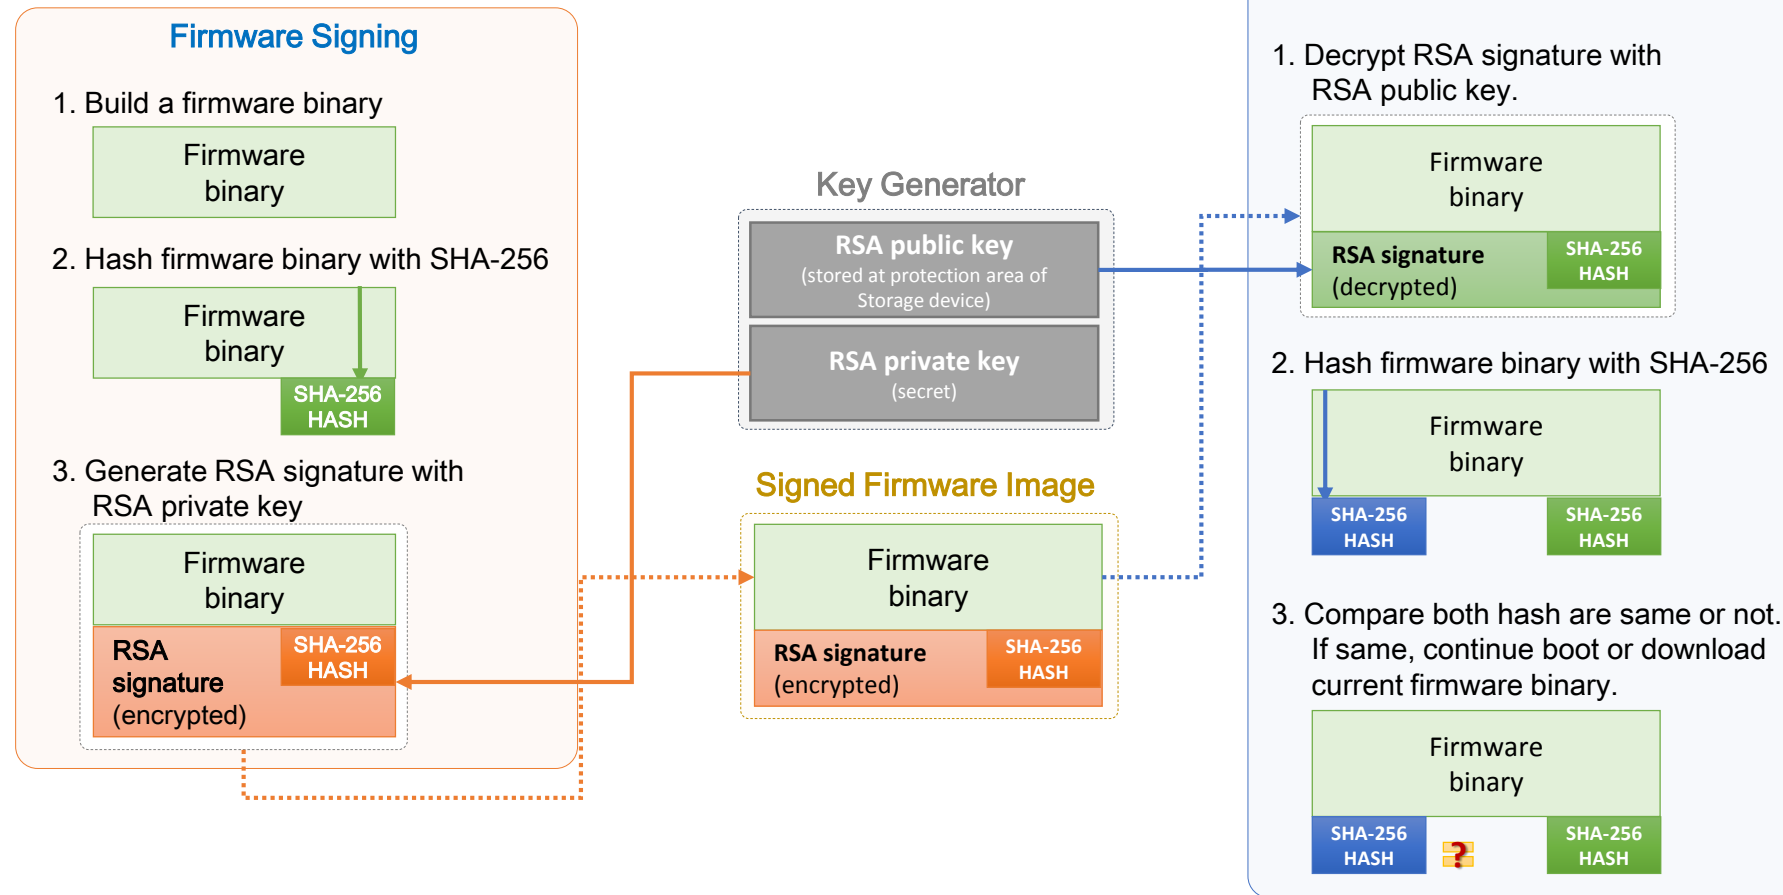 Firmware Signing
1. Build a firmware binary
Firmware
binary
2. Hash firmware binary with SHA-256
Firmware
binary
SHA-256
HASH
3. Generate RSA signature with
RSA private key
Firmware
binary
RSA
signature
(encrypted)
SHA-256
HASH
Key Generator
RSA public key
(stored at protection area of
Storage device)
RSA private key
(secret)
Signed Firmware Image
Firmware
binary
RSA signature
(encrypted)
SHA-256
HASH
1. Decrypt RSA signature with
RSA public key.
Firmware
binary
RSA signature
(decrypted)
SHA-256
HASH
2. Hash firmware binary with SHA-256
Firmware
binary
SHA-256
HASH
SHA-256
HASH
3. Compare both hash are same or not.
If same, continue boot or download
current firmware binary.
Firmware
binary
SHA-256
HASH
?
SHA-256
HASH